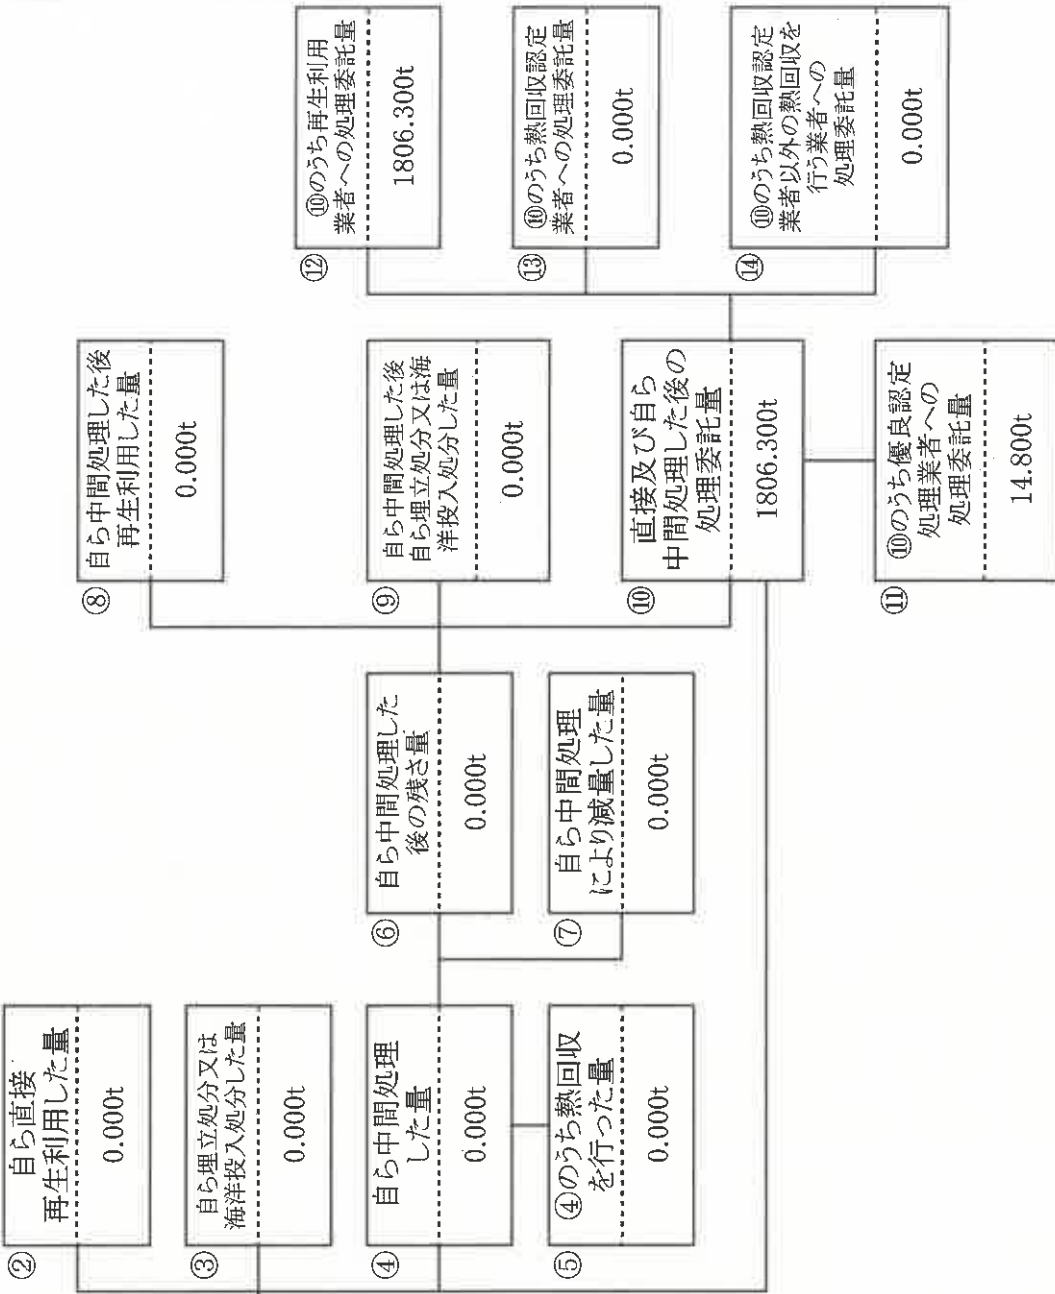 ②
自ら直接
再生利用した量
0.000t
③
自ら埋立処分又は
海洋投入処分した量
0.000t
④
自ら中間処理
した量
0.000t
⑤
④のうち熱回収
を行った量
0.000t
⑥
自ら中間処理した
後の残さ量
0.000t
⑦
自ら中間処理
により減量した量
0.000t
⑧
自ら中間処理した後
再生利用した量
0.000t
⑨
自ら中間処理した後
自ら埋立処分又は海
洋投入処分した量
0.000t
⑩
直接及び自ら
中間処理した後の
処理委託量
1806.300t
⑪
⑩のうち優良認定
処理業者への
処理委託量
14.800t
⑫
⑩のうち再生利用
業者への処理委託量
1806.300t
⑬
⑩のうち熱回収認定
業者への処理委託量
0.000t
⑭
⑩のうち熱回収認定
業者以外の熱回収を
行う業者への
処理委託量
0.000t